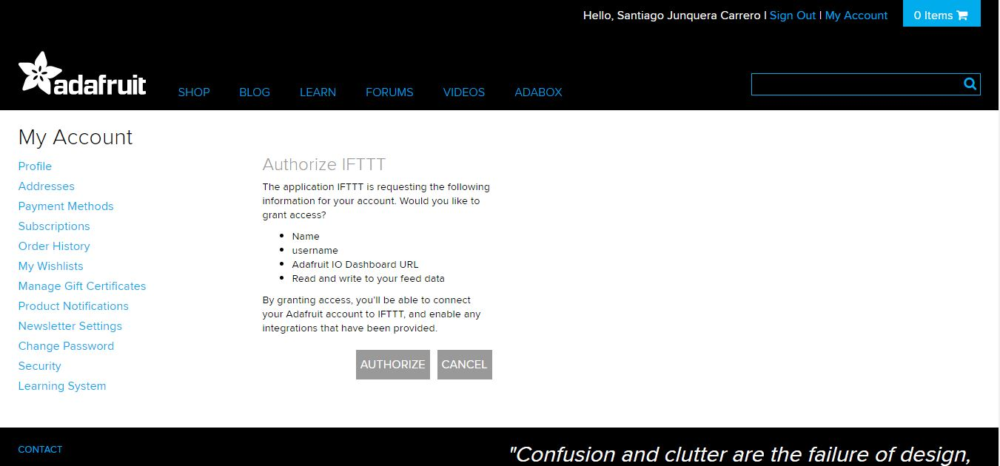 Hello, Santiago Junquera Carrero | Sign Out | My Account
0 Items
adafruit
SHOP BLOG LEARN FORUMS VIDEOS ADABOX
My Account
Profile
Addresses
Payment Methods
Subscriptions
Order History
My Wishlists
Manage Gift Certificates
Product Notifications
Newsletter Settings
Change Password
Security
Learning System
Authorize IFTTT
The application IFTTT is requesting the following
information for your account. Would you like to
grant access?
Name
username
Adafruit IO Dashboard URL
Read and write to your feed data
By granting access, you'll be able to connect
your Adafruit account to IFTTT, and enable any
integrations that have been provided.
AUTHORIZE CANCEL
CONTACT
"Confusion and clutter are the failure of design,